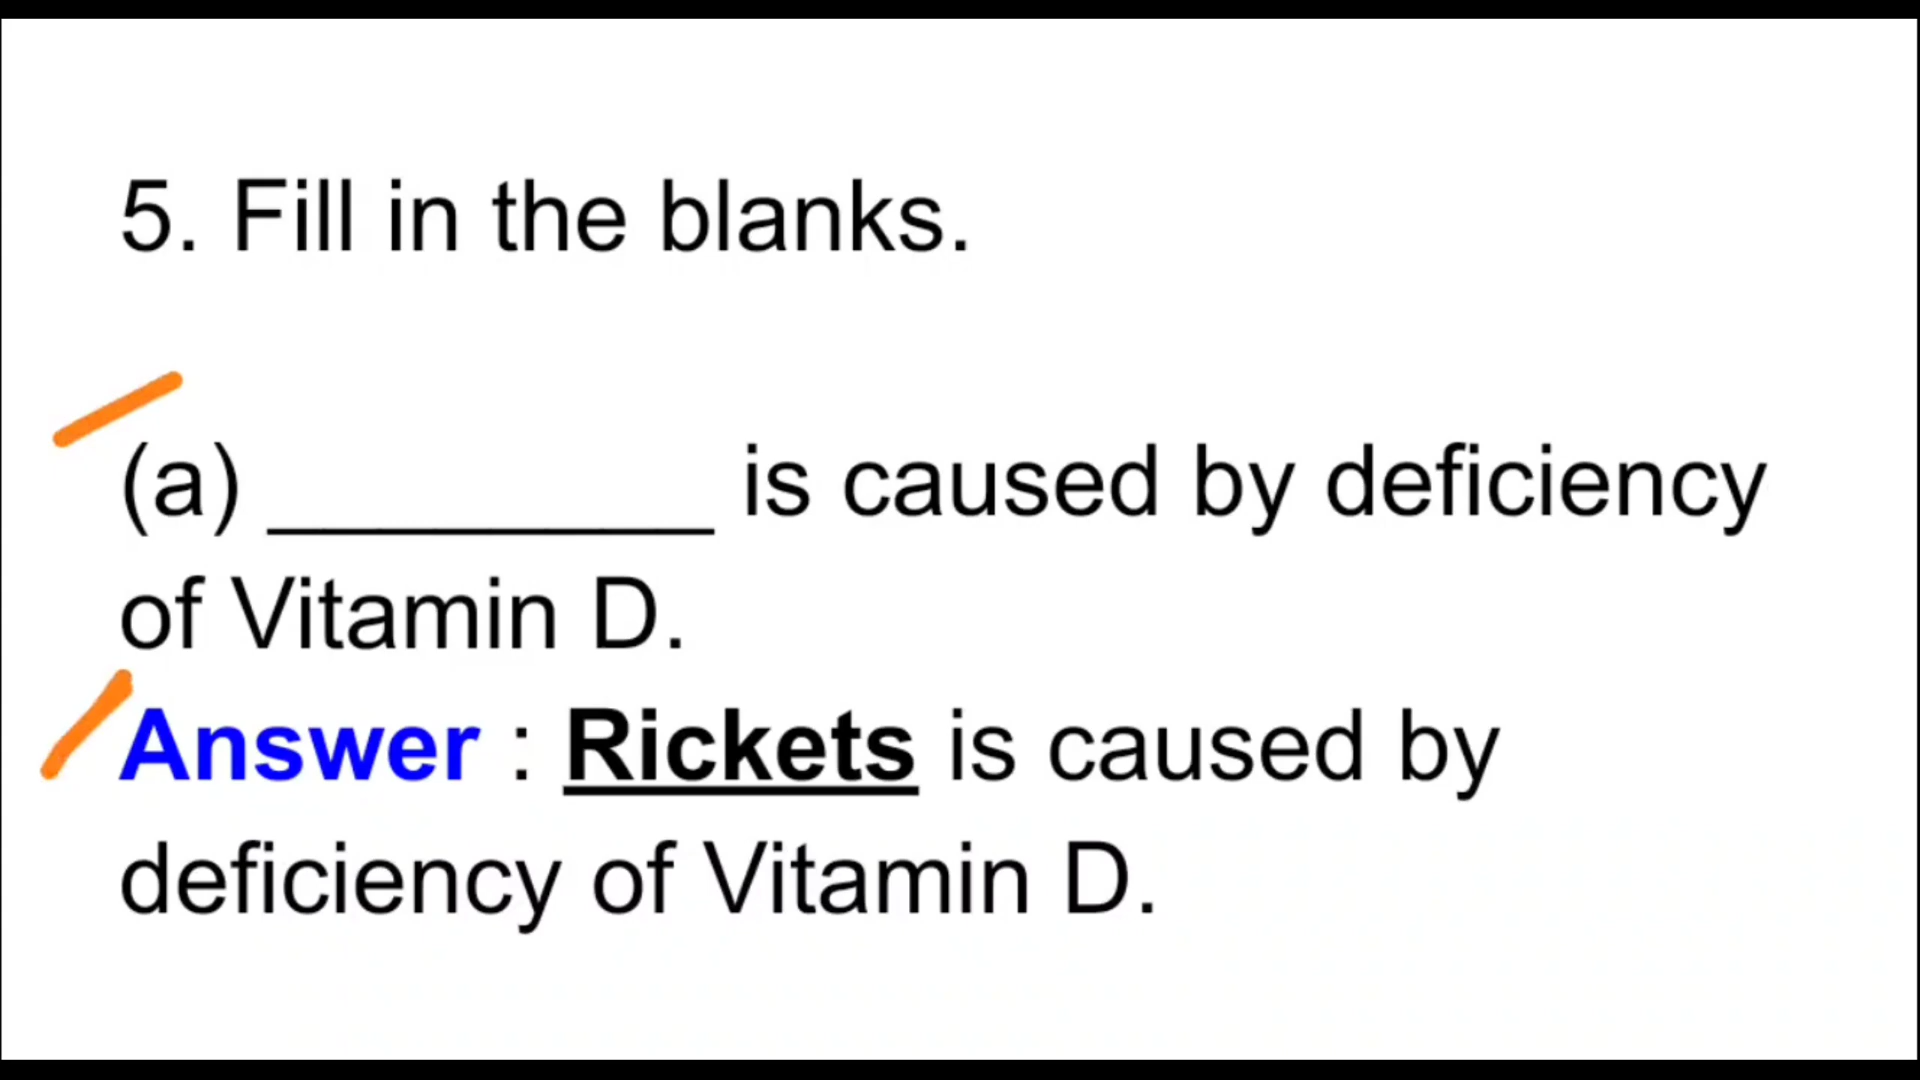 5. Fill in the blanks.
(a) _________ is caused by deficiency
of Vitamin D.
Answer : Rickets is caused by
deficiency of Vitamin D.